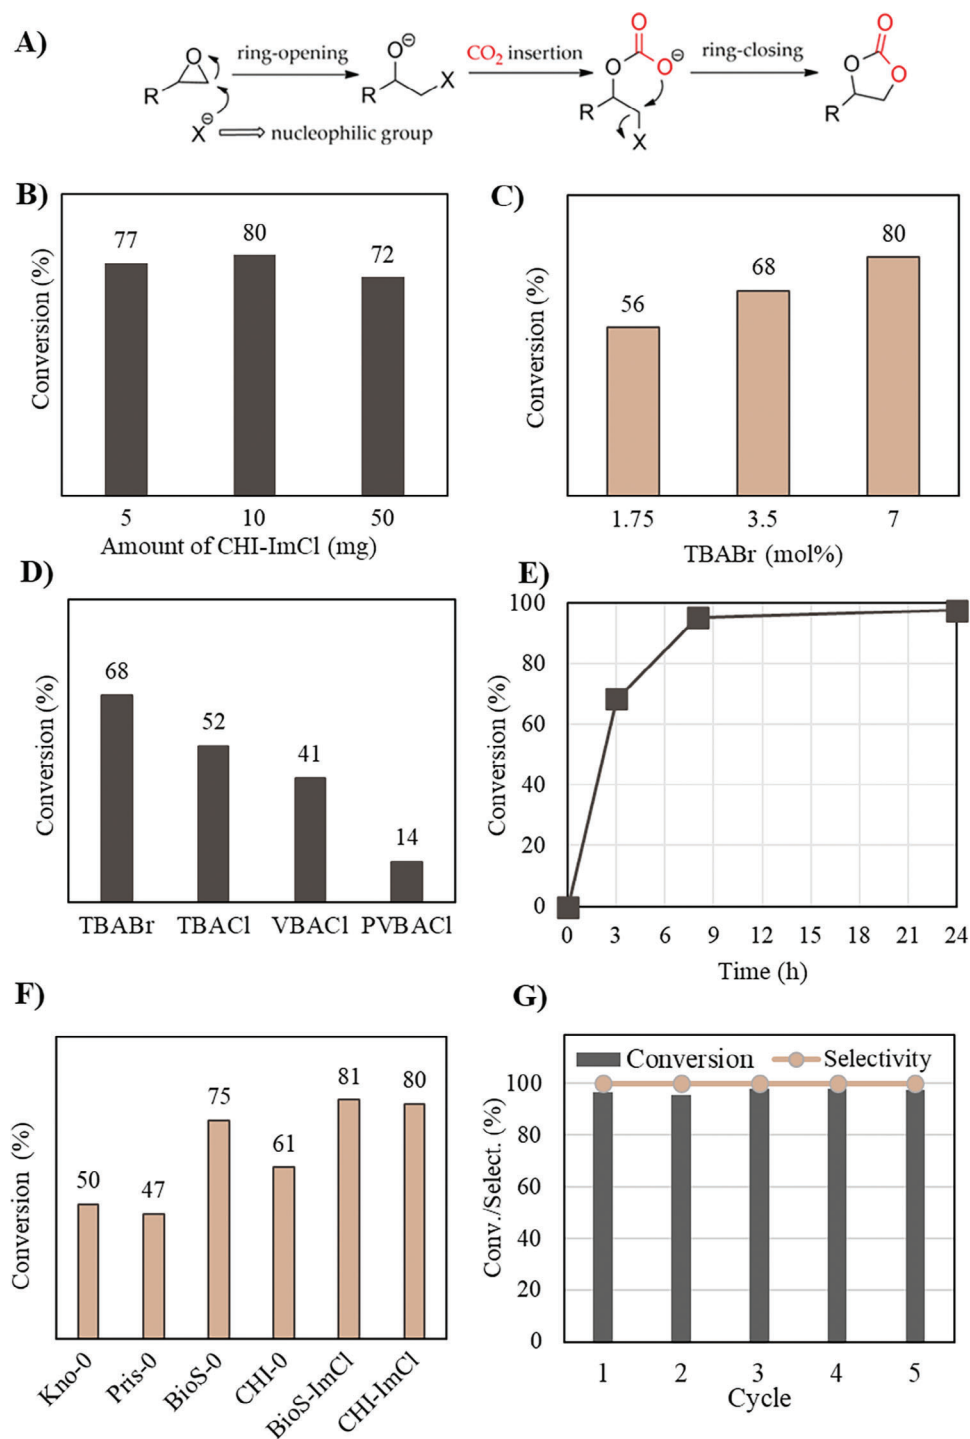 A)
O
R
X
⊖
nucleophilic group
ring-opening
O
⊖
R
X
CO2 insertion
O
O
O
⊖
R
X
ring-closing
O
O
O
R
B)
Conversion (%)
77
80
72
5
10
50
Amount of CHI-ImCl (mg)
C)
Conversion (%)
56
68
80
1.75
3.5
7
TBABr (mol%)
D)
Conversion (%)
68
52
41
14
TBABr
TBACl
VBACl
PVBACl
E)
Conversion (%)
100
80
60
40
20
0
0
3
6
9
12
15
18
21
24
Time (h)
F)
Conversion (%)
50
47
75
61
81
80
Kno-0
Pris-0
BioS-0
CHI-0
BioS-ImCl
CHI-ImCl
G)
Conversion
Selectivity
Conv./Select. (%)
100
80
60
40
20
0
1
2
3
4
5
Cycle